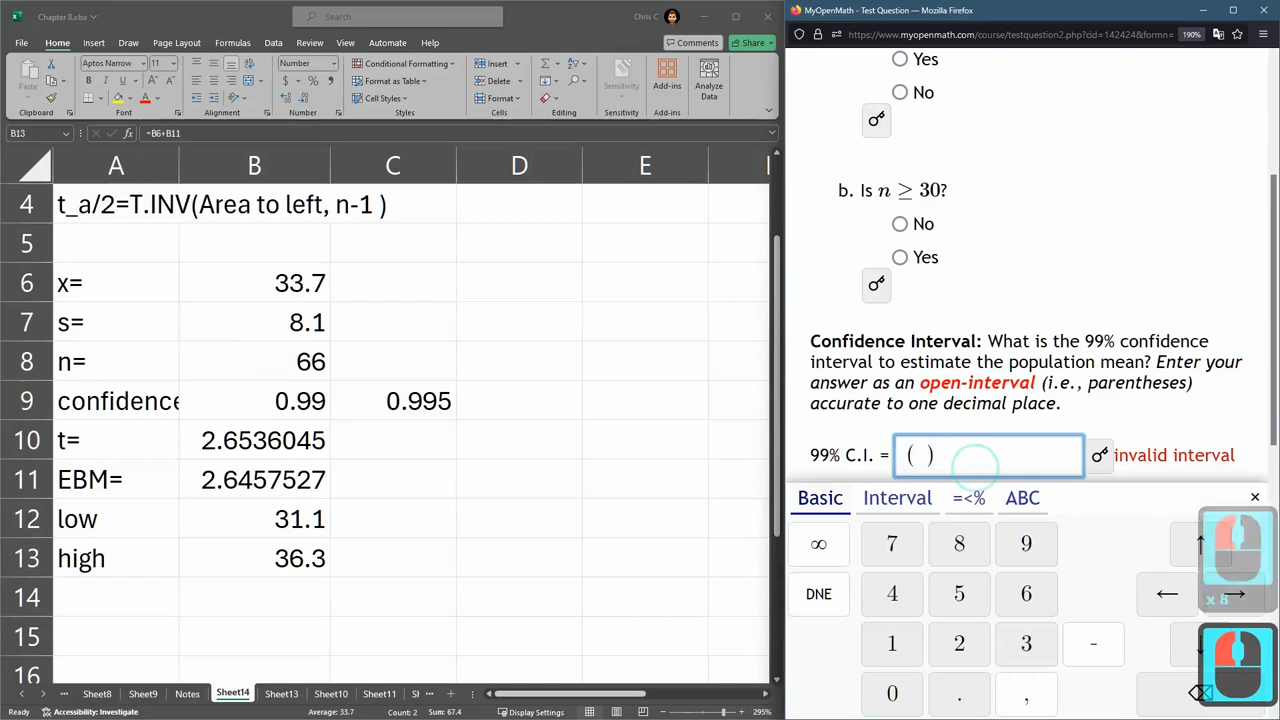 Chapter 8.xlsx
Search
Chris C
File Home Insert Draw Page Layout Formulas Data Review View Automate Help
Comments Share
Paste
Aptos Narrow 11
B I U
A A
Number
$ % ,
Conditional Formatting
Format as Table
Cell Styles
Insert
Delete
Format
Sensitivity
Add-ins
Analyze Data
Clipboard Font Alignment Number Styles Cells Editing Sensitivity Add-ins
B13 fx =B6+B11
A B C D E
4 t_a/2=T.INV(Area to left, n-1 )
5
6 x= 33.7
7 s= 8.1
8 n= 66
9 confidence 0.99 0.995
10 t= 2.6536045
11 EBM= 2.6457527
12 low 31.1
13 high 36.3
14
15
16
Sheet8 Sheet9 Notes Sheet14 Sheet13 Sheet10 Sheet11
Ready Accessibility: Investigate Average: 33.7 Count: 2 Sum: 67.4 Display Settings 295%
MyOpenMath - Test Question — Mozilla Firefox
https://www.myopenmath.com/course/testquestion2.php?cid=142424&formn= 190%
Yes
No
b. Is n ≥ 30?
No
Yes
Confidence Interval: What is the 99% confidence
interval to estimate the population mean? Enter your
answer as an open-interval (i.e., parentheses)
accurate to one decimal place.
99% C.I. = ( ) invalid interval
Basic Interval =<% ABC ×
∞ 7 8 9 ↑
DNE 4 5 6 ← →
x 8
1 2 3 - ↓
0 . ,